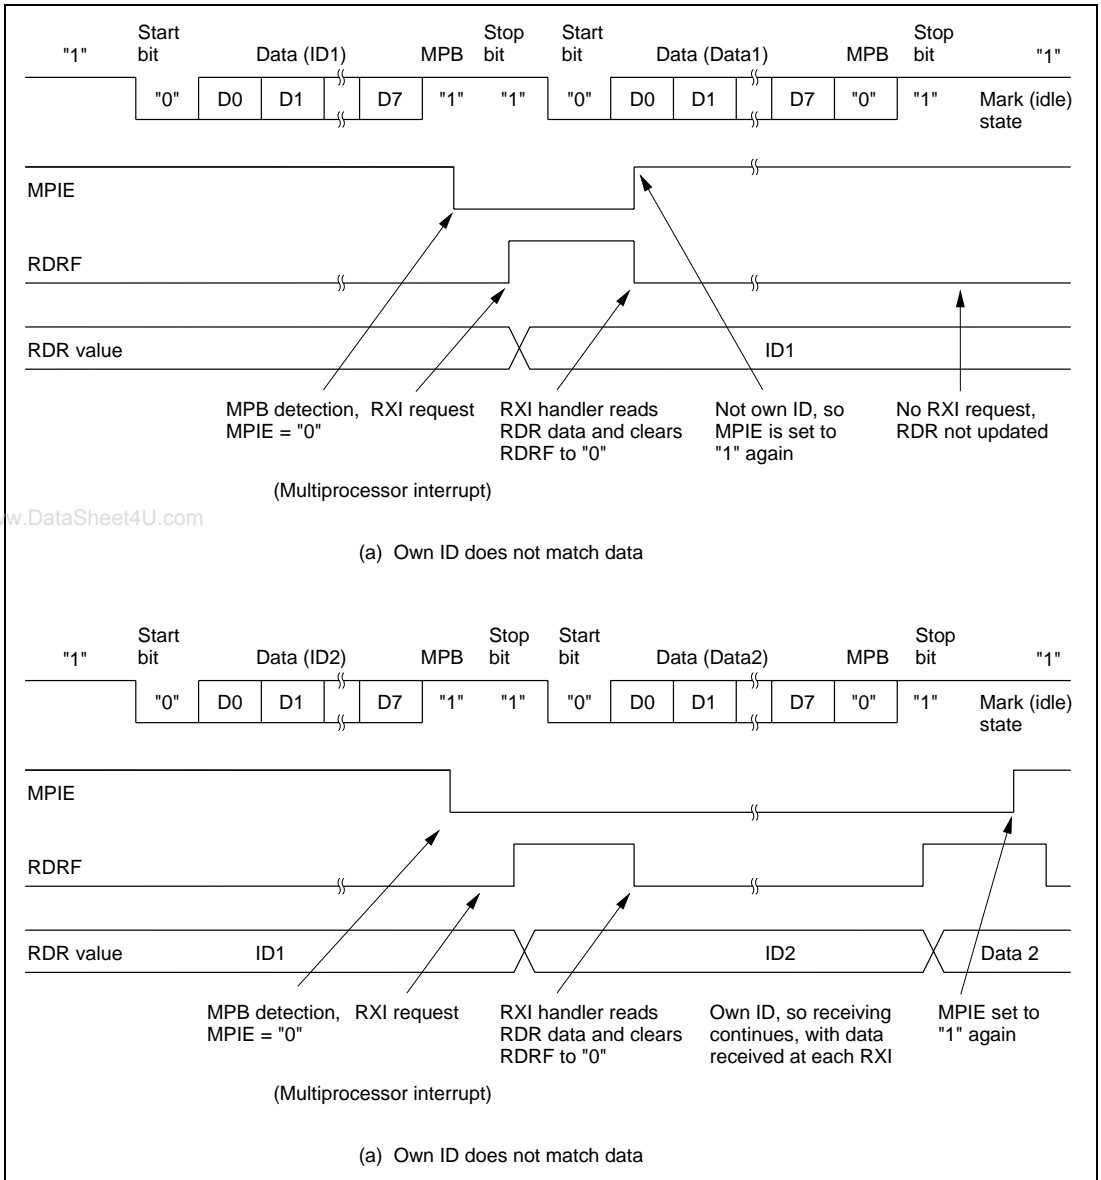 Start Stop Start Stop
"1" bit Data (ID1) MPB bit bit Data (Data1) MPB bit "1"
"0" D0 D1 D7 "1" "1" "0" D0 D1 D7 "0" "1" Mark (idle)
state
MPIE
RDRF
RDR value ID1
MPB detection,
MPIE = "0"
RXI request
RXI handler reads
RDR data and clears
RDRF to "0"
Not own ID, so
MPIE is set to
"1" again
No RXI request,
RDR not updated
(Multiprocessor interrupt)
w.DataSheet4U.com
(a) Own ID does not match data
Start Stop Start Stop
"1" bit Data (ID2) MPB bit bit Data (Data2) MPB bit "1"
"0" D0 D1 D7 "1" "1" "0" D0 D1 D7 "0" "1" Mark (idle)
state
MPIE
RDRF
RDR value ID1 ID2 Data 2
MPB detection,
MPIE = "0"
RXI request
RXI handler reads
RDR data and clears
RDRF to "0"
Own ID, so receiving
continues, with data
received at each RXI
MPIE set to
"1" again
(Multiprocessor interrupt)
(a) Own ID does not match data